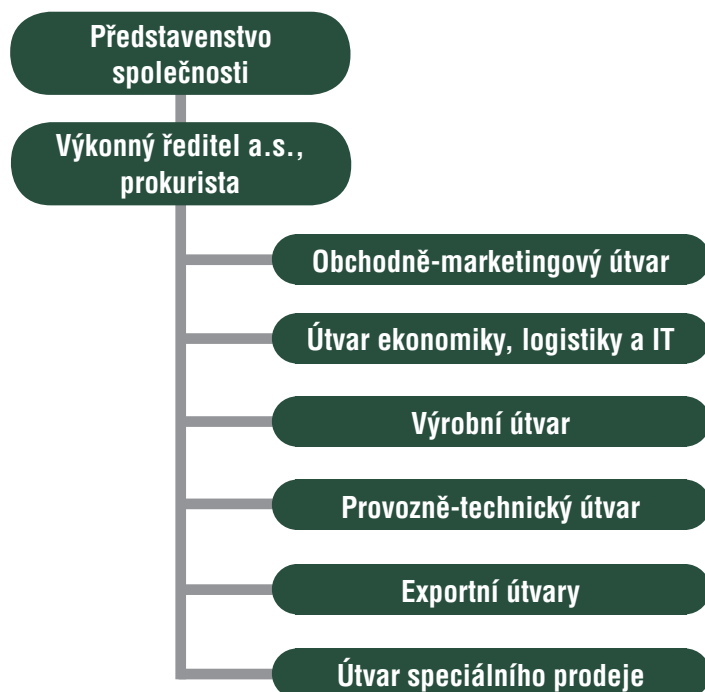 Představenstvo
společnosti
Výkonný ředitel a.s.,
prokurista
Obchodně-marketingový útvar
Útvar ekonomiky, logistiky a IT
Výrobní útvar
Provozně-technický útvar
Exportní útvary
Útvar speciálního prodeje